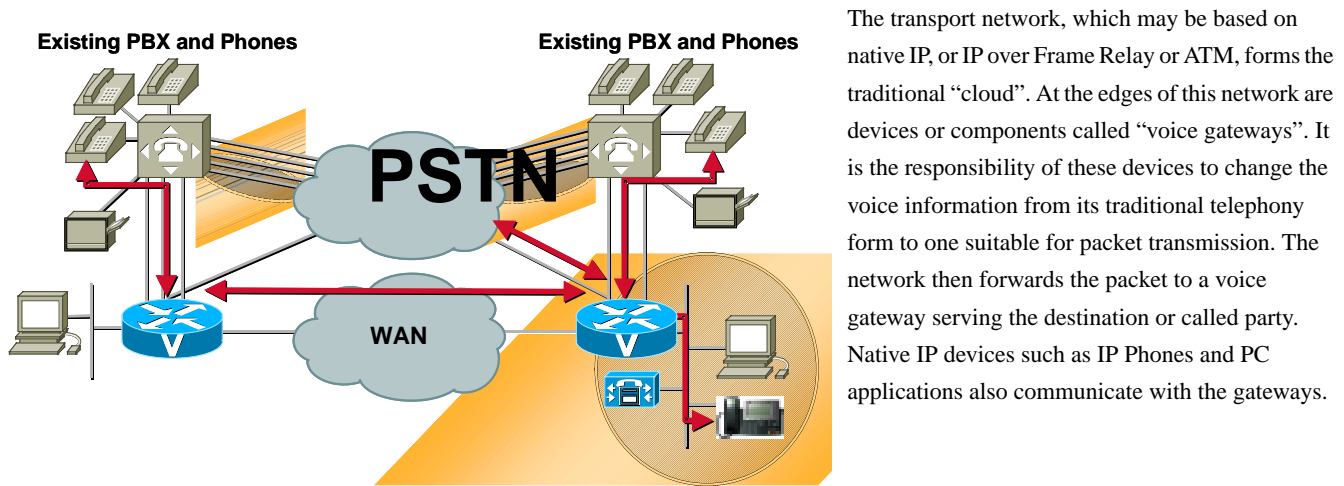 Existing PBX and Phones
Existing PBX and Phones
PSTN
WAN
V
V
The transport network, which may be based on
native IP, or IP over Frame Relay or ATM, forms the
traditional “cloud”. At the edges of this network are
devices or components called “voice gateways”. It
is the responsibility of these devices to change the
voice information from its traditional telephony
form to one suitable for packet transmission. The
network then forwards the packet to a voice
gateway serving the destination or called party.
Native IP devices such as IP Phones and PC
applications also communicate with the gateways.